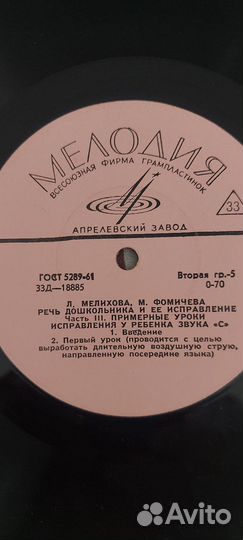 МЕЛОДИЯ
ВСЕСОЮЗНАЯ ФИРМА ГРАМПЛАСТИНОК
33
АПРЕЛЕВСКИЙ ЗАВОД
ГОСТ 5289-61
Вторая гр.-5
33Д—18885
0-70
Л. МЕЛИХОВА, М. ФОМИЧЕВА
РЕЧЬ ДОШКОЛЬНИКА И ЕЕ ИСПРАВЛЕНИЕ
Часть III. ПРИМЕРНЫЕ УРОКИ
ИСПРАВЛЕНИЯ У РЕБЕНКА ЗВУКА «С»
1. Введение
2. Первый урок (проводится с целью
выработать длительную воздушную струю,
направленную посередине языка)
Avito